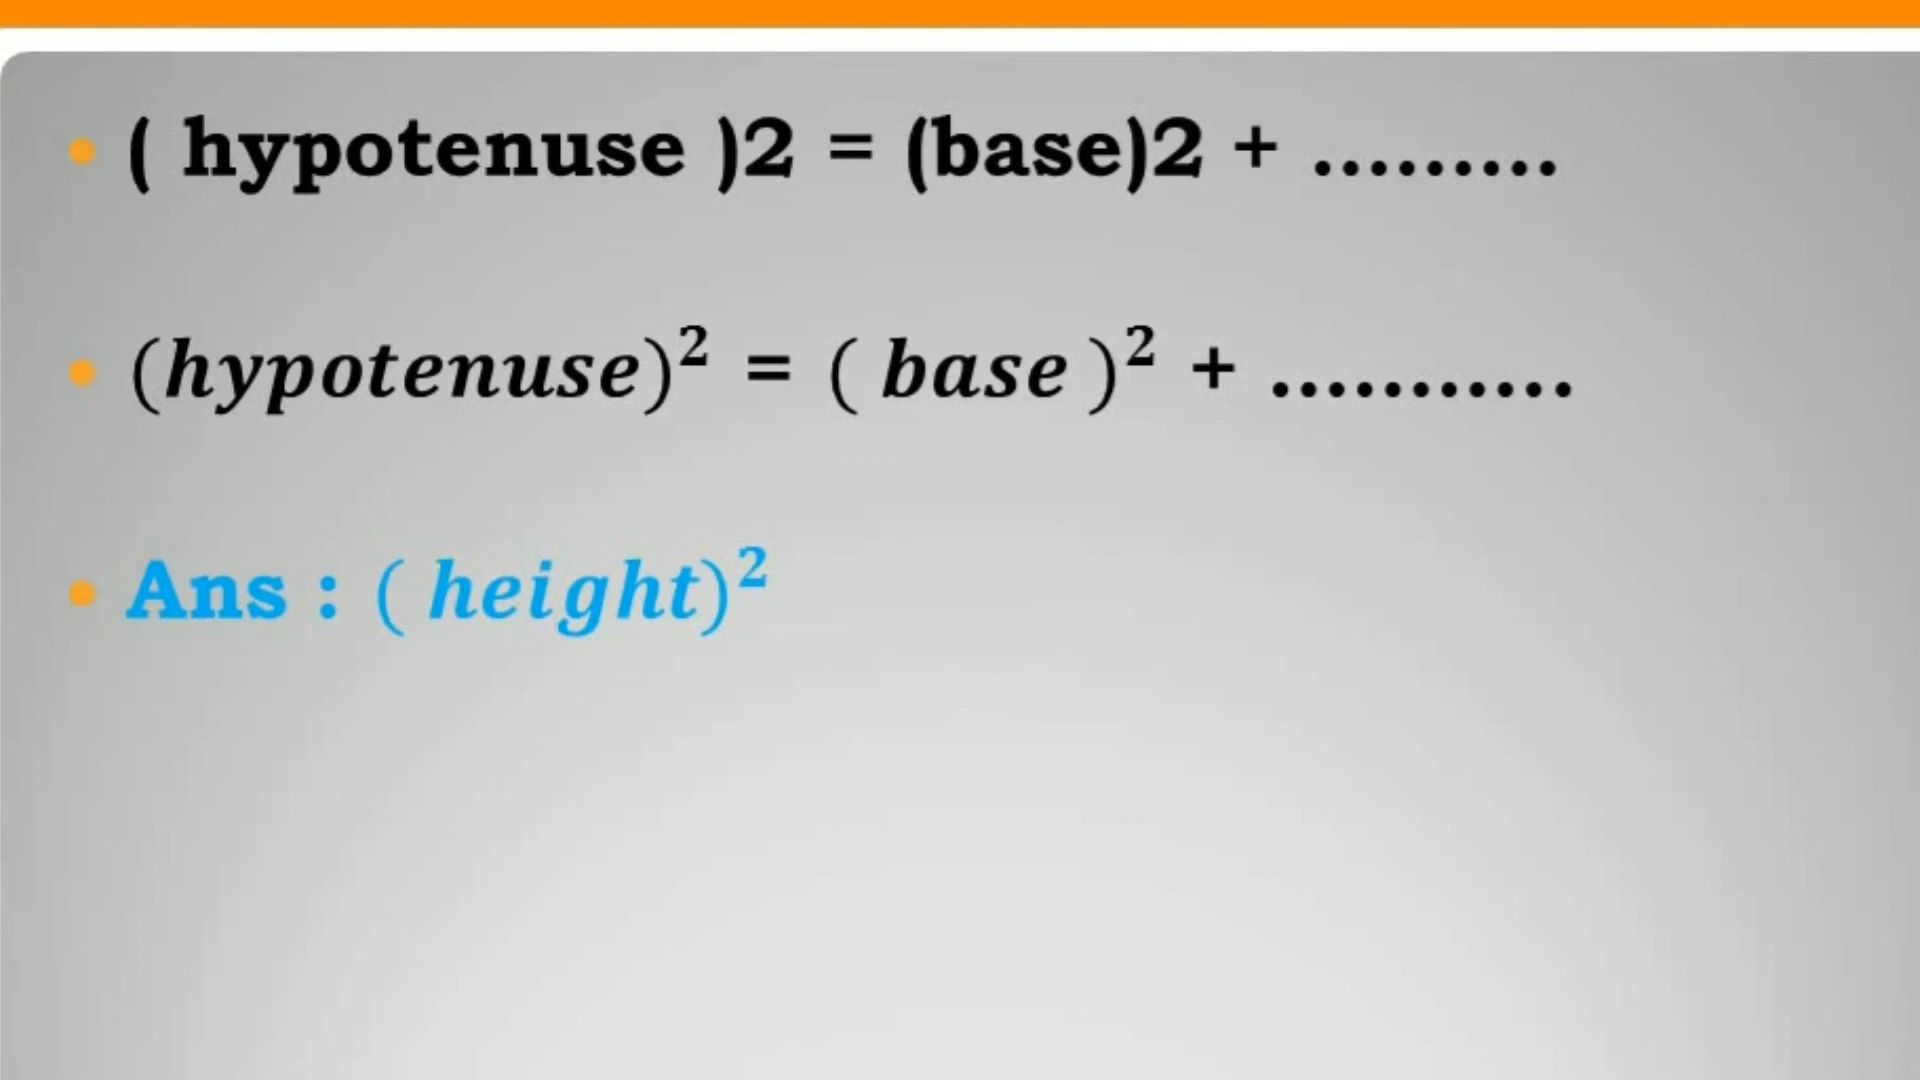 • ( hypotenuse )2 = (base)2 + .........
• (hypotenuse)² = ( base )² + ...........
• Ans : ( height)²